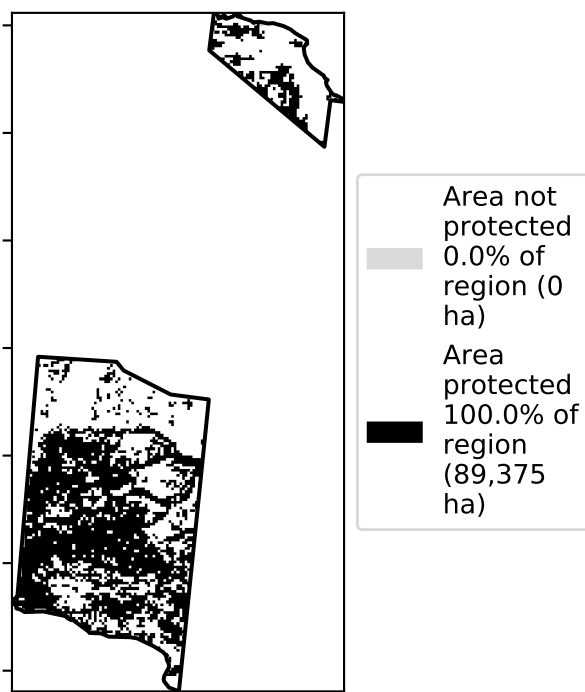 Area not
protected
0.0% of
region (0
ha)
Area
protected
100.0% of
region
(89,375
ha)